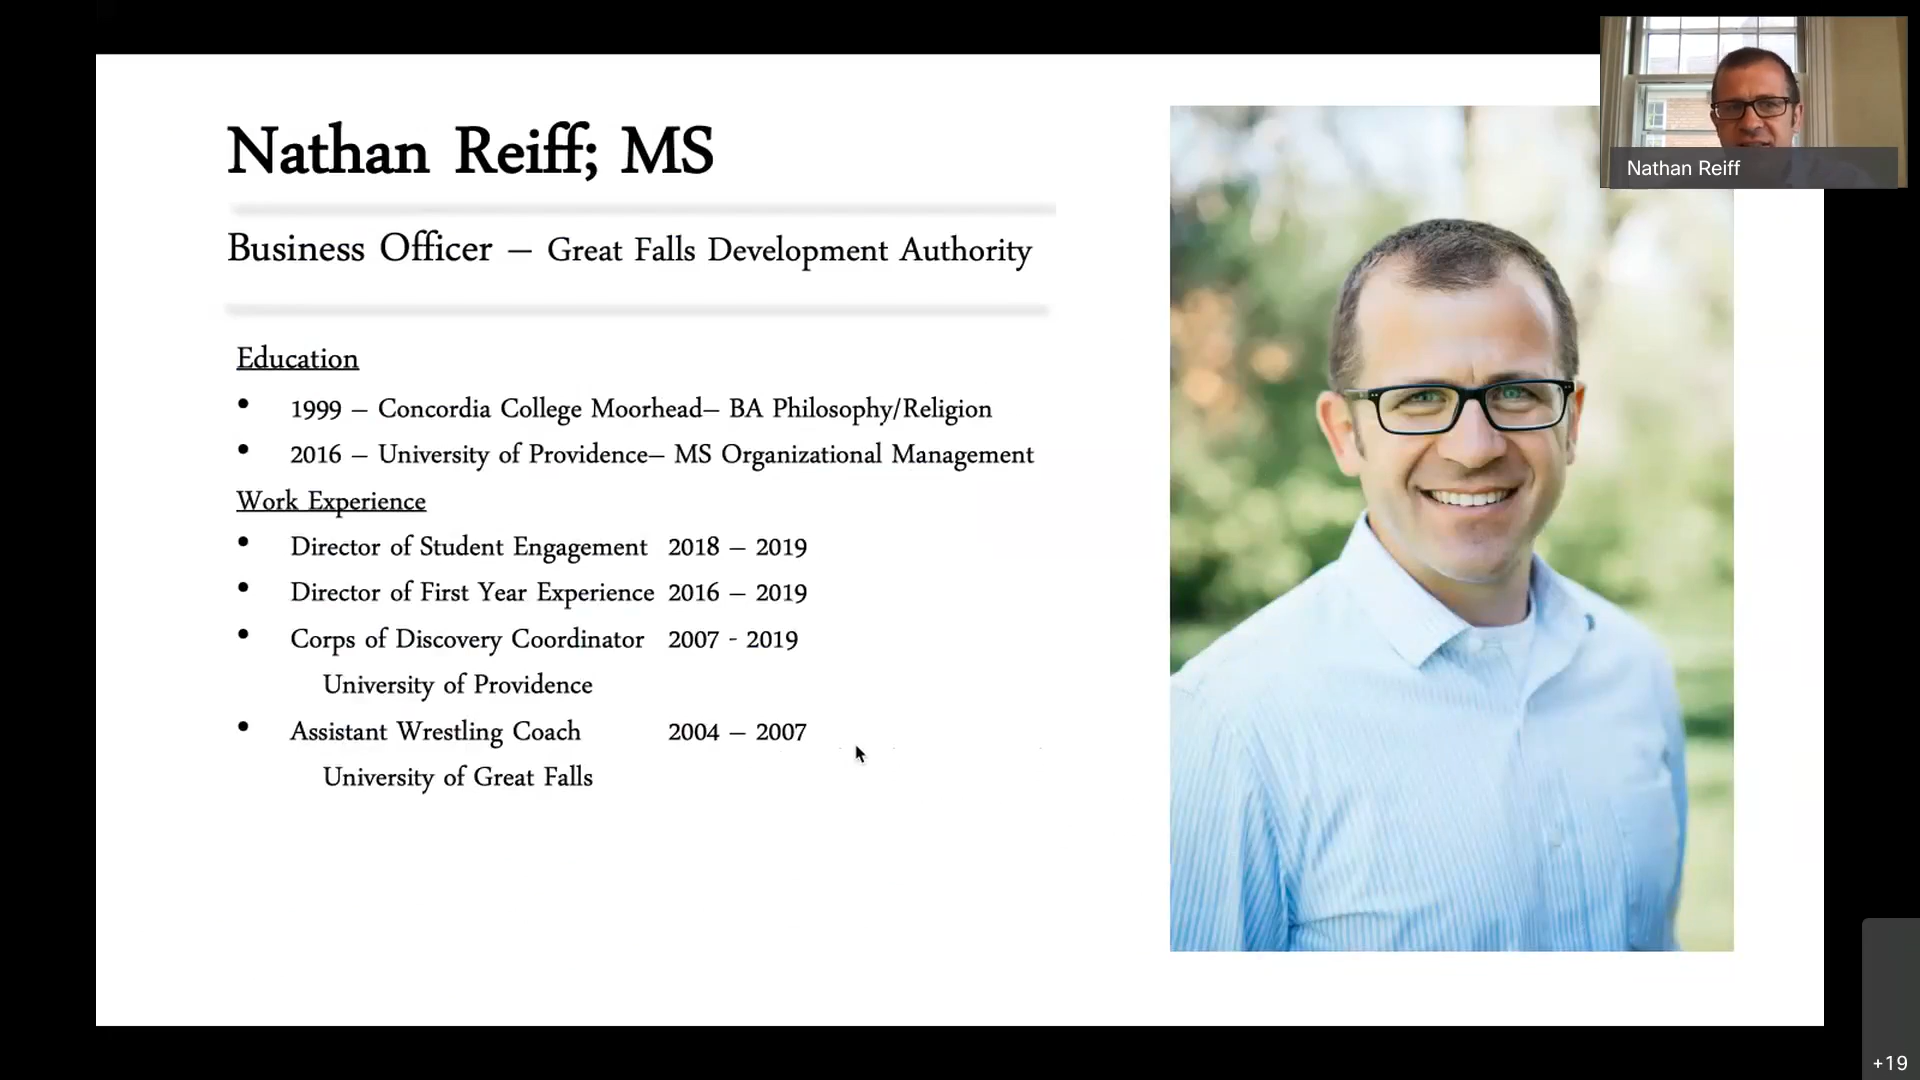 Nathan Reiff; MS
Business Officer – Great Falls Development Authority
Education
• 1999 – Concordia College Moorhead– BA Philosophy/Religion
• 2016 – University of Providence– MS Organizational Management
Work Experience
• Director of Student Engagement 2018 – 2019
• Director of First Year Experience 2016 – 2019
• Corps of Discovery Coordinator 2007 - 2019
University of Providence
• Assistant Wrestling Coach 2004 – 2007
University of Great Falls
Nathan Reiff
+19